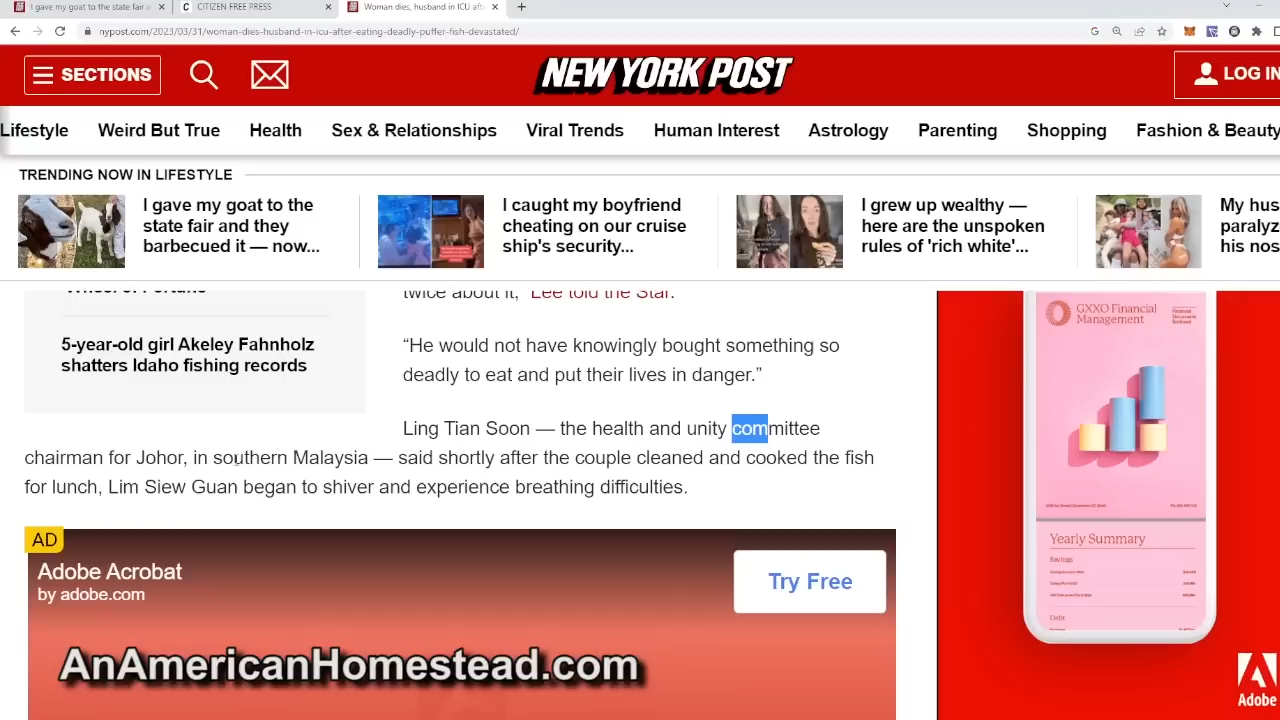 I gave my goat to the state fair a
CITIZEN FREE PRESS
Woman dies, husband in ICU after
nypost.com/2023/03/31/woman-dies-husband-in-icu-after-eating-deadly-puffer-fish-devastated/
SECTIONS
NEW YORK POST
LOG IN
Lifestyle Weird But True Health Sex & Relationships Viral Trends Human Interest Astrology Parenting Shopping Fashion & Beauty
TRENDING NOW IN LIFESTYLE
I gave my goat to the
state fair and they
barbecued it — now...
I caught my boyfriend
cheating on our cruise
ship's security...
I grew up wealthy —
here are the unspoken
rules of 'rich white'...
My hus
paralyz
his nos
Wheel of Fortune
5-year-old girl Akeley Fahnholz
shatters Idaho fishing records
twice about it," Lee told the Star.
“He would not have knowingly bought something so
deadly to eat and put their lives in danger.”
Ling Tian Soon — the health and unity committee
chairman for Johor, in southern Malaysia — said shortly after the couple cleaned and cooked the fish
for lunch, Lim Siew Guan began to shiver and experience breathing difficulties.
AD
Adobe Acrobat
by adobe.com
Try Free
AnAmericanHomestead.com
GXXO Financial
Management
Yearly Summary
Savings
Debt
Adobe